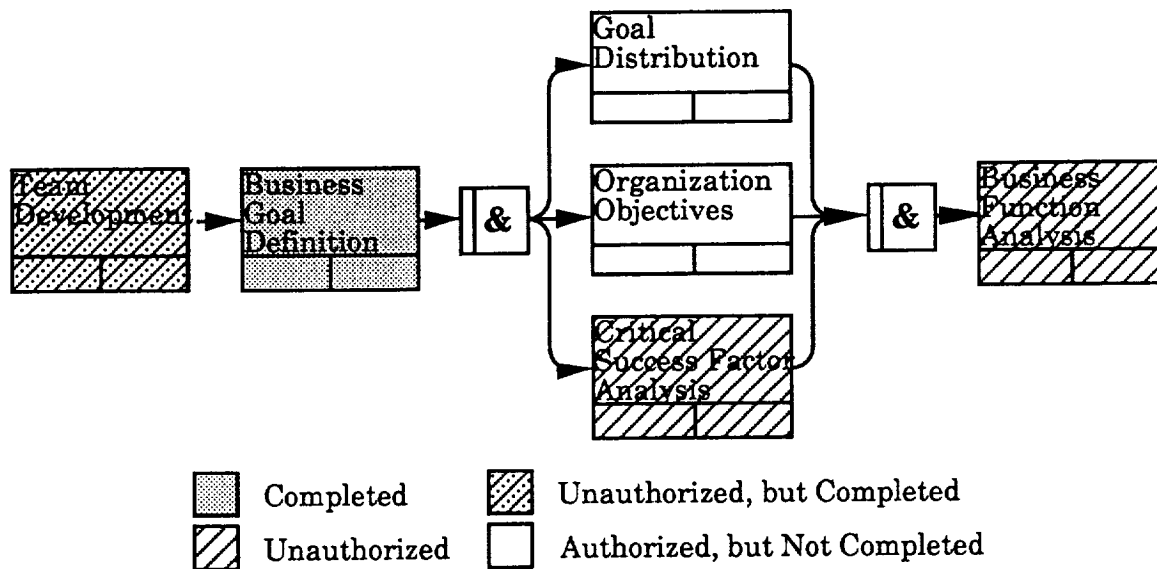 Goal
Distribution
Team
Development
Business
Goal
Definition
&
Organization
Objectives
&
Business
Function
Analysis
Critical
Success Factor
Analysis
Completed
Unauthorized, but Completed
Unauthorized
Authorized, but Not Completed